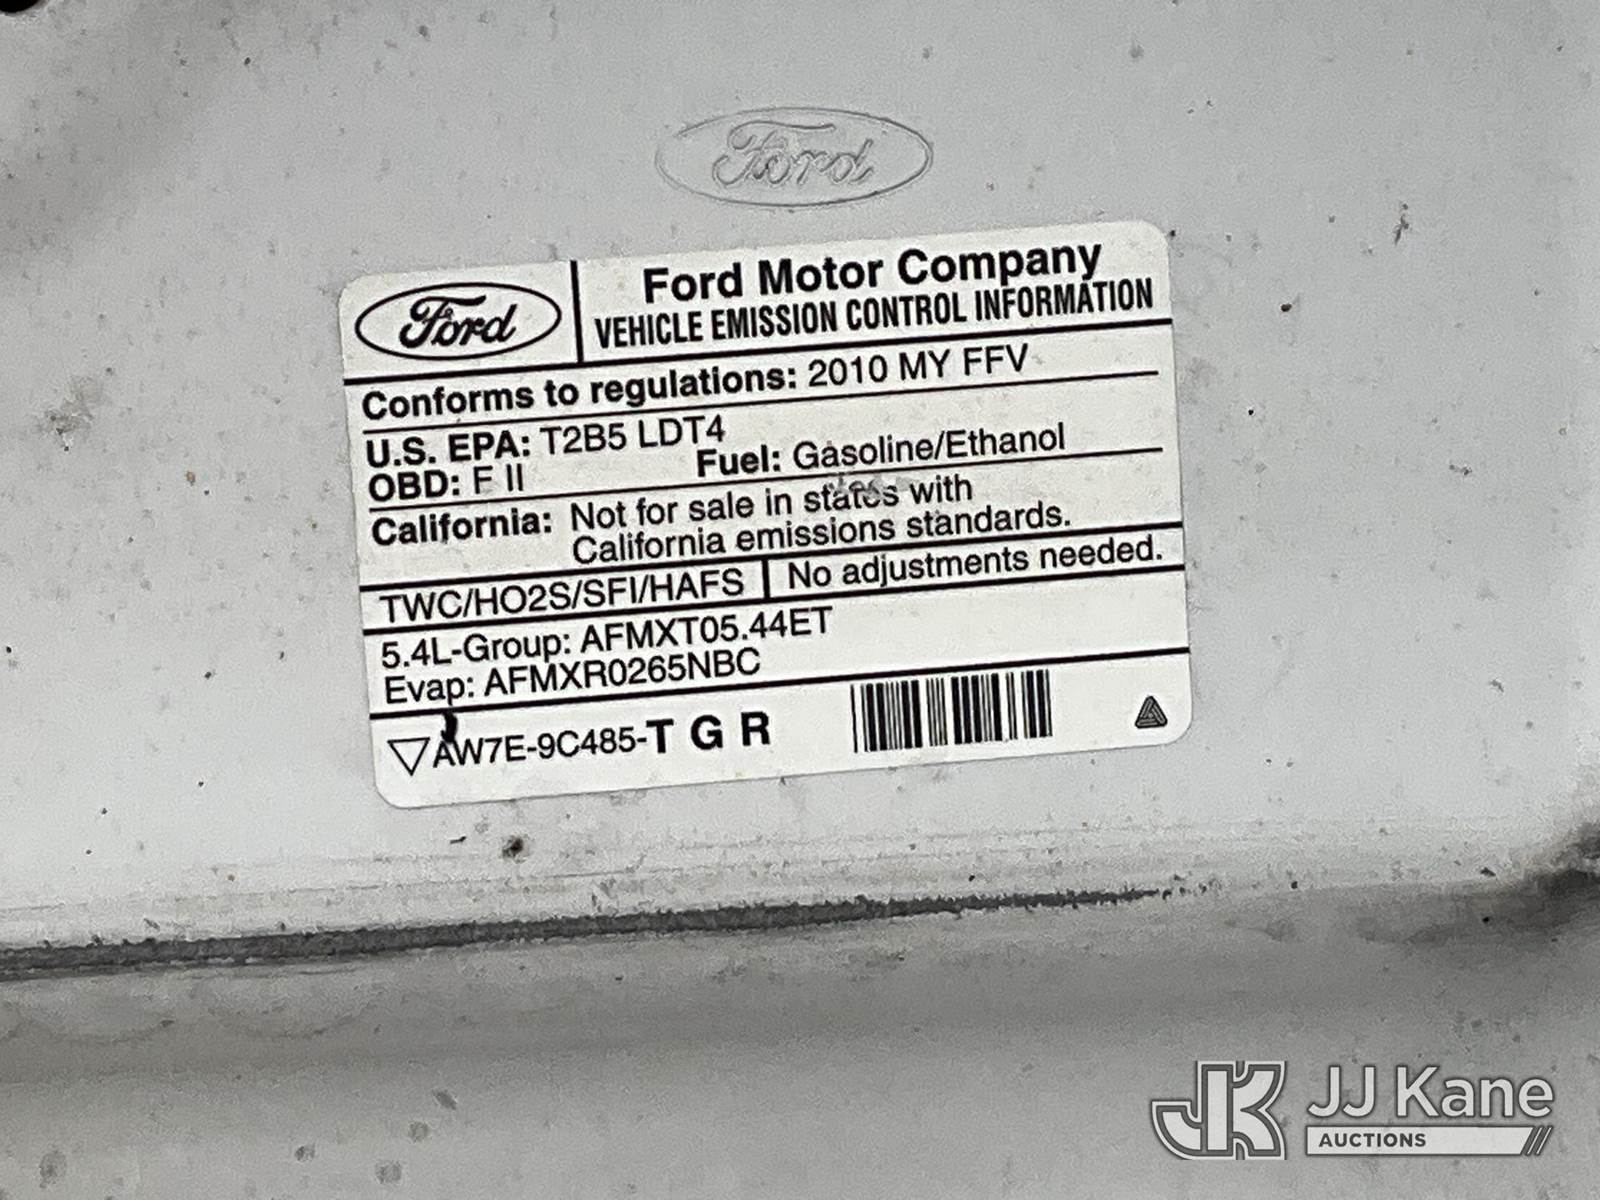 Ford
Ford
Ford Motor Company
VEHICLE EMISSION CONTROL INFORMATION
Conforms to regulations: 2010 MY FFV
U.S. EPA: T2B5 LDT4
OBD: F II Fuel: Gasoline/Ethanol
California: Not for sale in states with
California emissions standards.
TWC/HO2S/SFI/HAFS No adjustments needed.
5.4L-Group: AFMXT05.44ET
Evap: AFMXR0265NBC
AW7E-9C485-T G R
JK JJ Kane
AUCTIONS